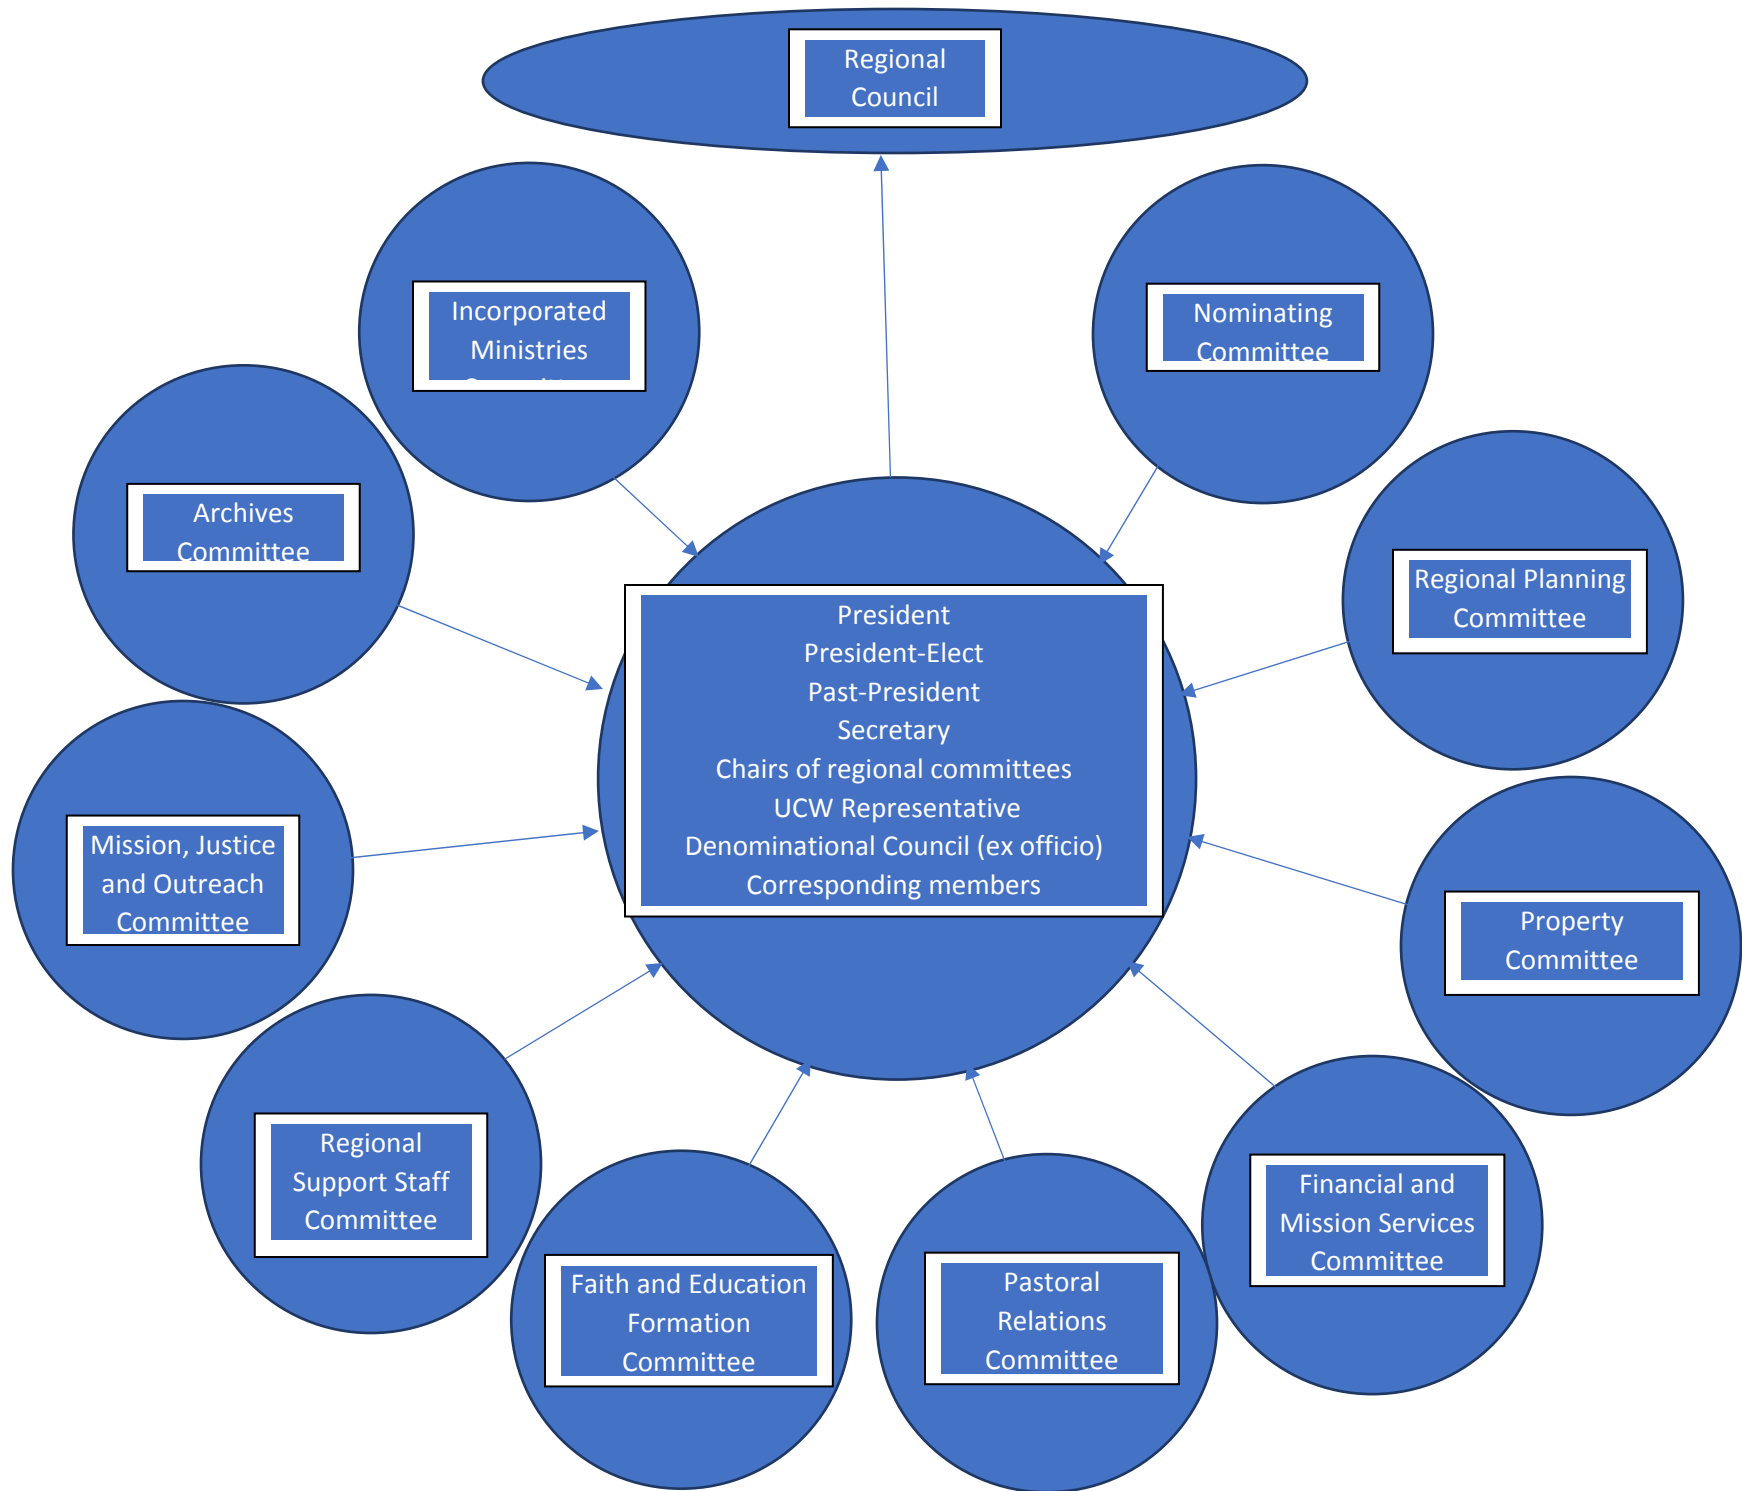 Regional
Council
Incorporated
Ministries
Nominating
Committee
Archives
Committee
Regional Planning
Committee
President
President-Elect
Past-President
Secretary
Chairs of regional committees
UCW Representative
Denominational Council (ex officio)
Corresponding members
Mission, Justice
and Outreach
Committee
Property
Committee
Regional
Support Staff
Committee
Financial and
Mission Services
Committee
Faith and Education
Formation
Committee
Pastoral
Relations
Committee